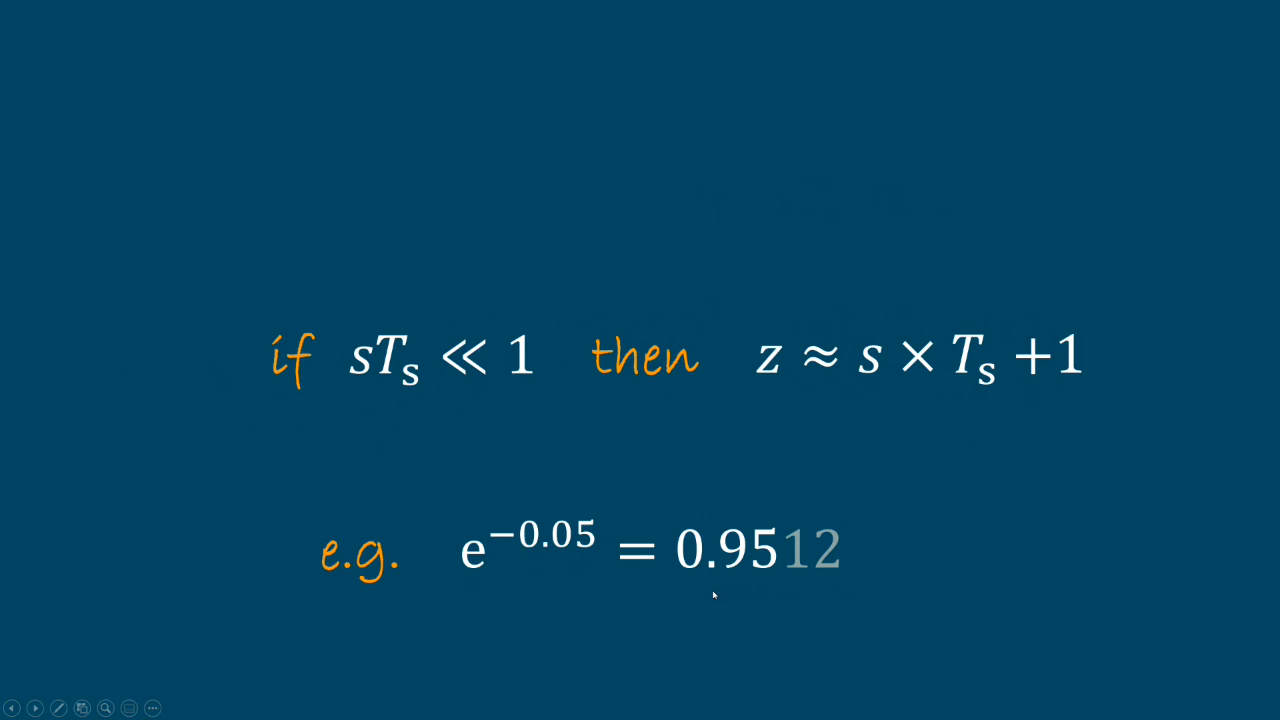 if sTₛ ≪ 1 then z ≈ s × Tₛ +1
e.g. e⁻⁰·⁰⁵ = 0.9512